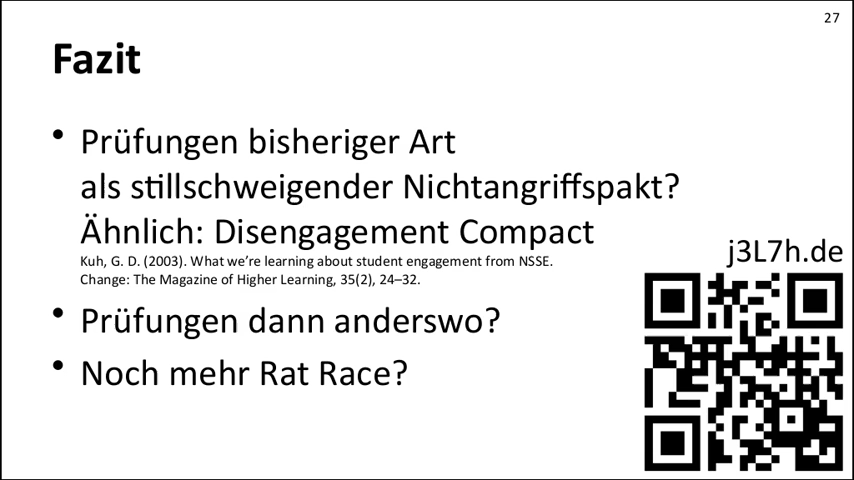 27
Fazit
• Prüfungen bisheriger Art
als stillschweigender Nichtangriffspakt?
Ähnlich: Disengagement Compact
Kuh, G. D. (2003). What we’re learning about student engagement from NSSE.
Change: The Magazine of Higher Learning, 35(2), 24–32.
• Prüfungen dann anderswo?
• Noch mehr Rat Race?
j3L7h.de